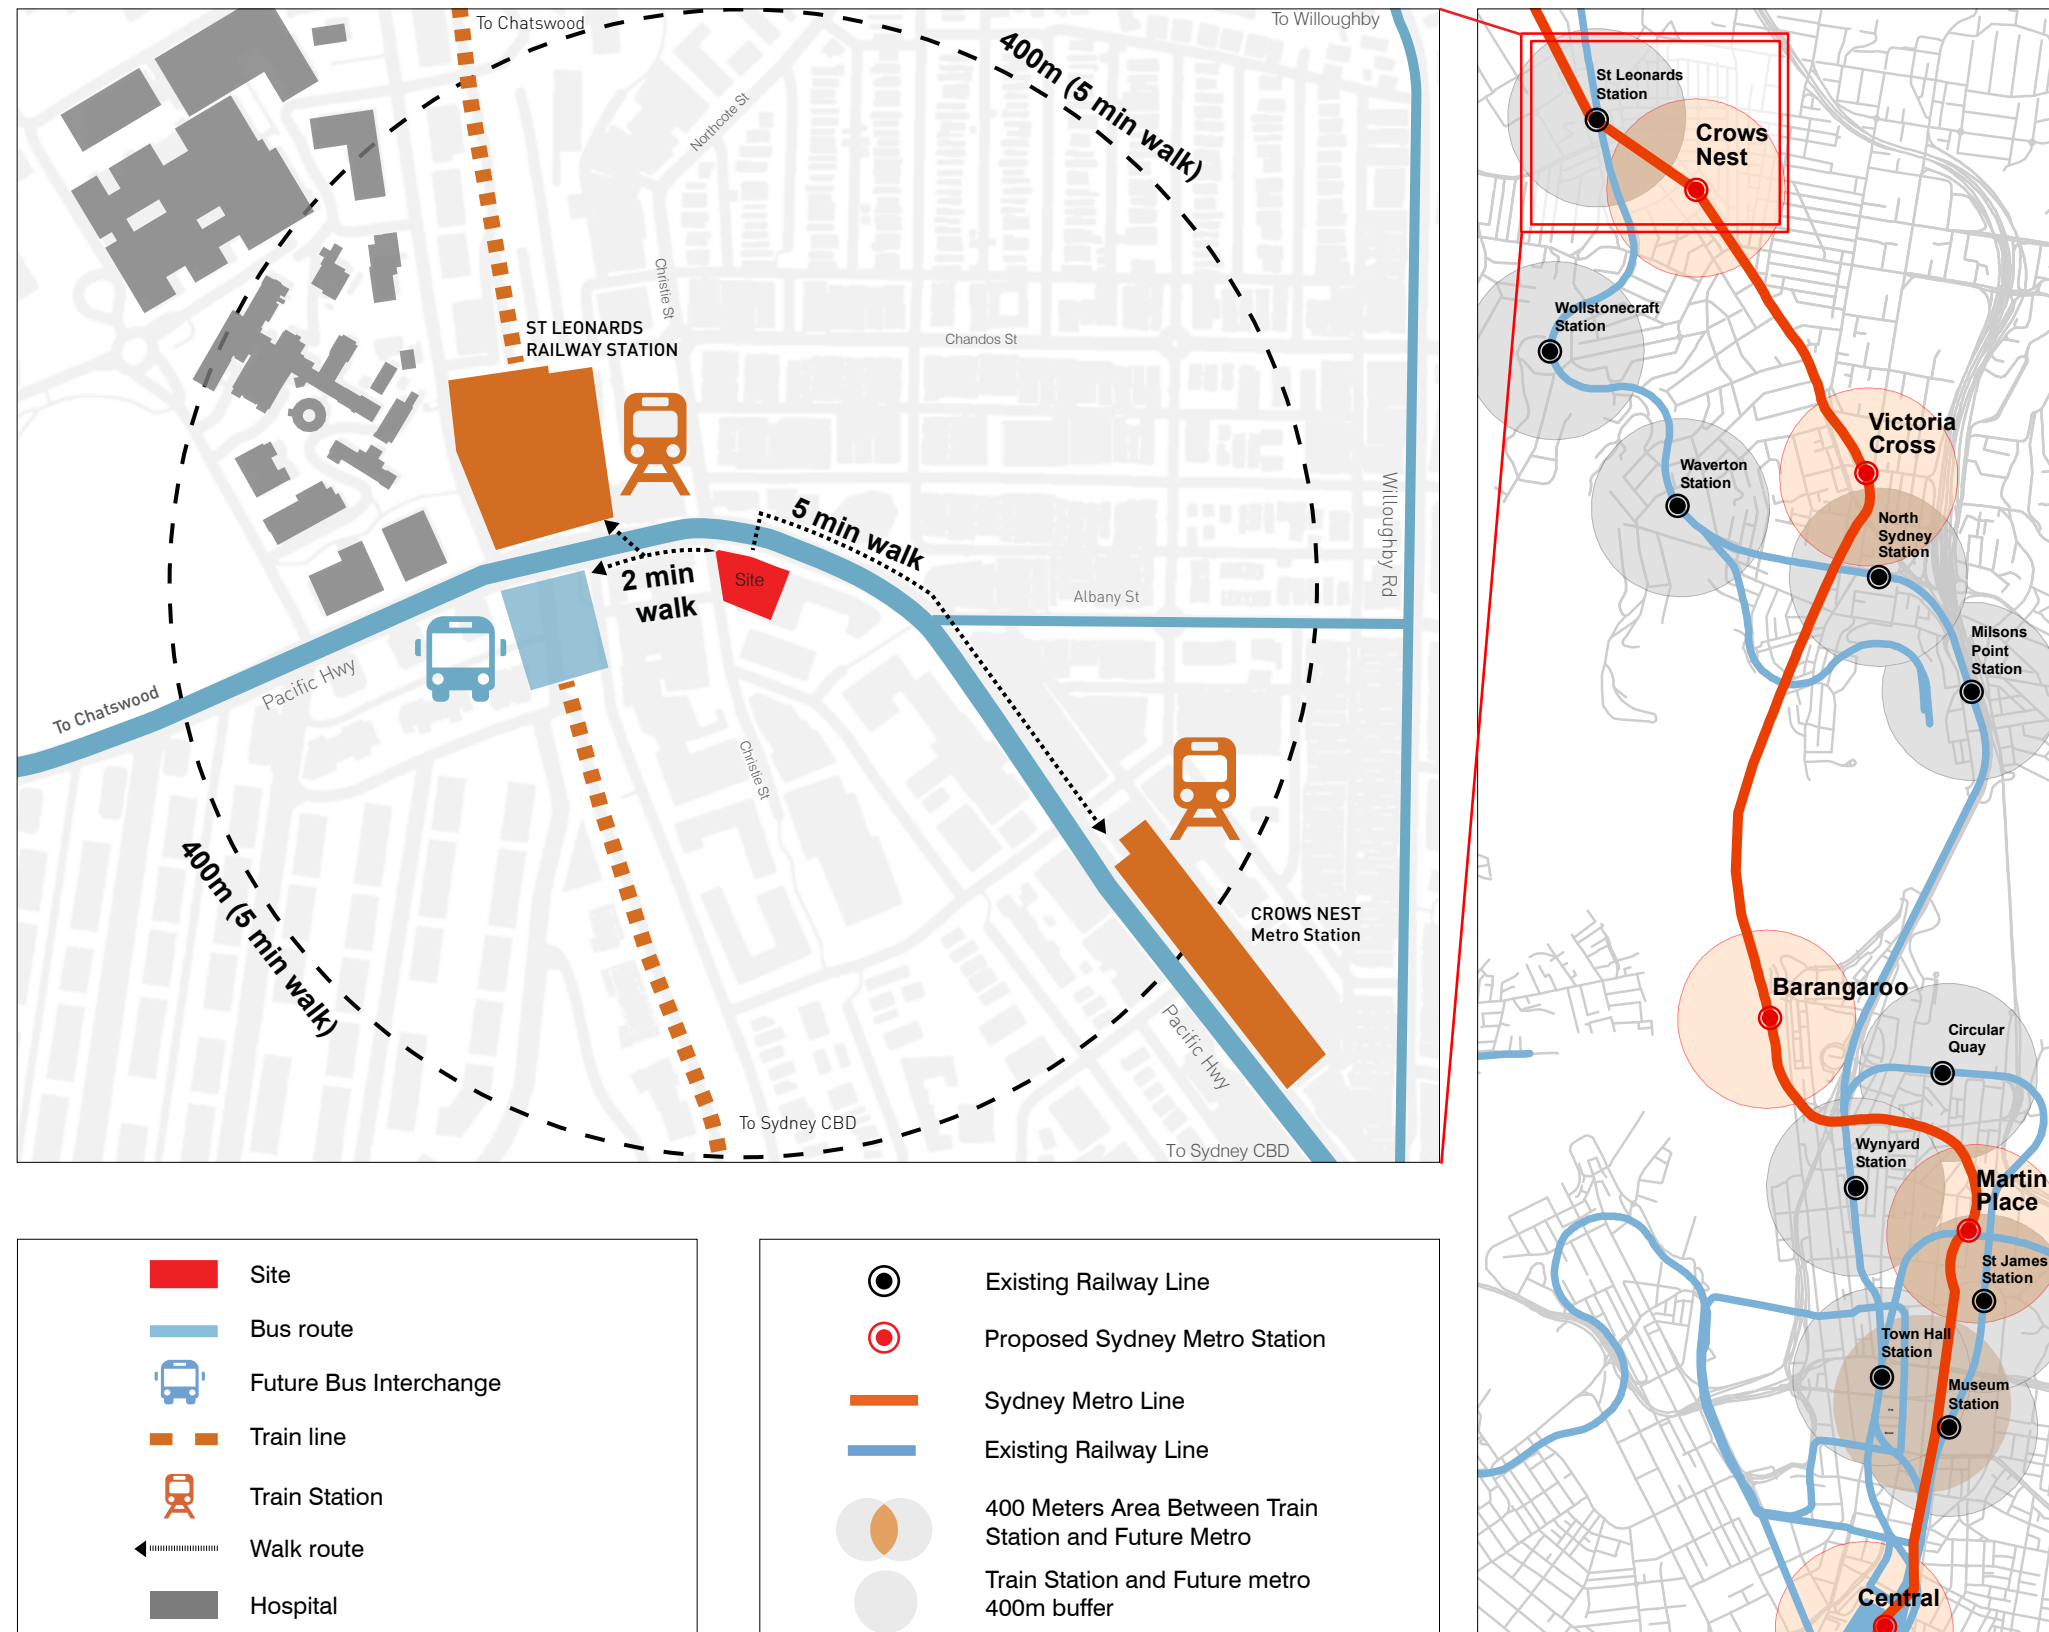 To Chatswood
To Willoughby
400m (5 min walk)
Northcote St
Christie St
ST LEONARDS
RAILWAY STATION
Chandos St
Willoughby Rd
5 min walk
2 min
walk
Site
Albany St
Pacific Hwy
To Chatswood
Christie St
400m (5 min walk)
CROWS NEST
Metro Station
Pacific Hwy
To Sydney CBD
To Sydney CBD
Site
Bus route
Future Bus Interchange
Train line
Train Station
Walk route
Hospital
Existing Railway Line
Proposed Sydney Metro Station
Sydney Metro Line
Existing Railway Line
400 Meters Area Between Train
Station and Future Metro
Train Station and Future metro
400m buffer
St Leonards
Station
Crows
Nest
Wollstonecraft
Station
Victoria
Cross
Waverton
Station
North
Sydney
Station
Milsons
Point
Station
Barangaroo
Circular
Quay
Wynyard
Station
Martin
Place
St James
Station
Town Hall
Station
Museum
Station
Central